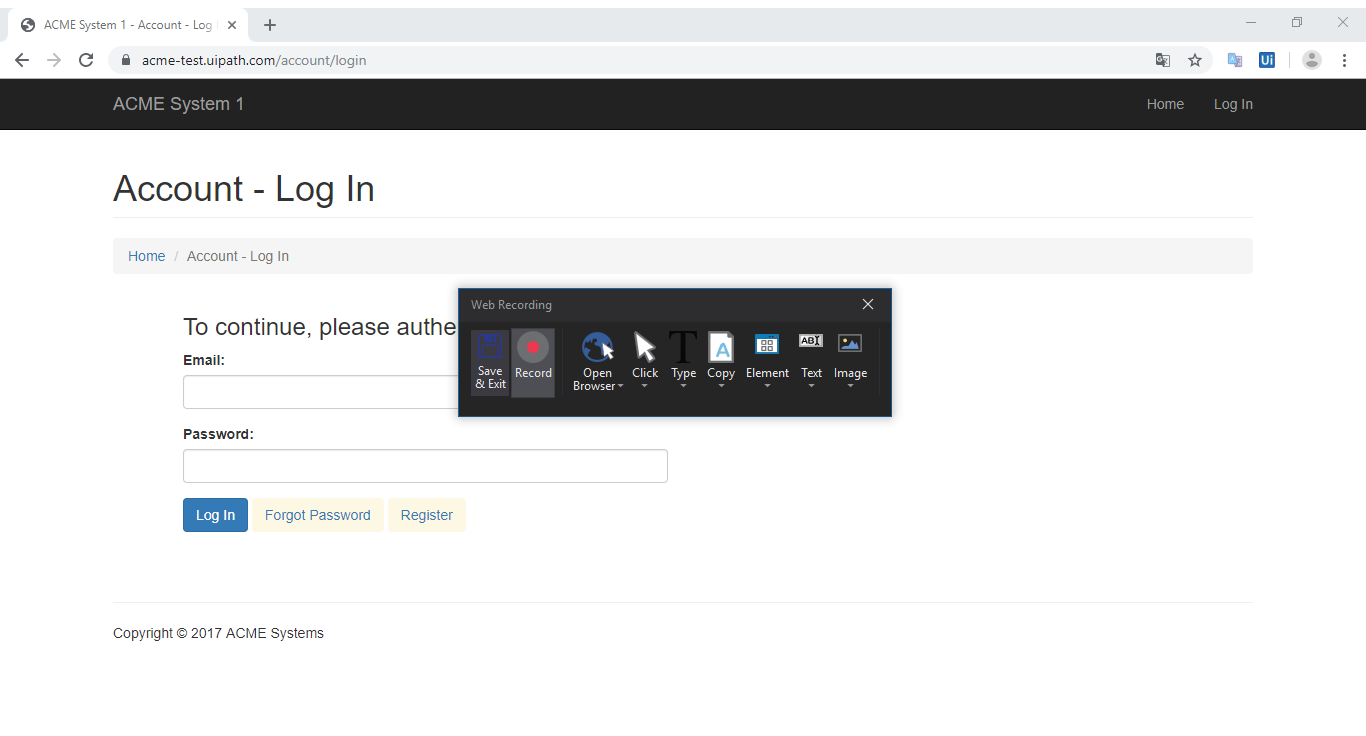 ACME System 1 - Account - Log
acme-test.uipath.com/account/login
Ui
ACME System 1 Home Log In
Account - Log In
Home / Account - Log In
Web Recording
To continue, please authe
Email:
Save & Exit Record Open Browser Click Type Copy Element Text Image
T A ABI
Password:
Log In Forgot Password Register
Copyright © 2017 ACME Systems